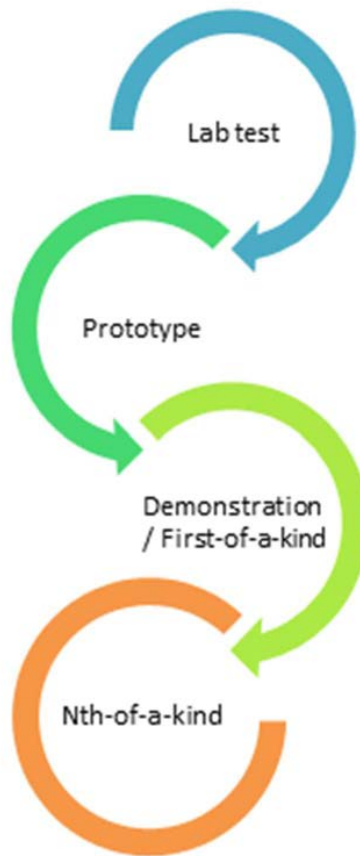 Lab test
Prototype
Demonstration
/ First-of-a-kind
Nth-of-a-kind